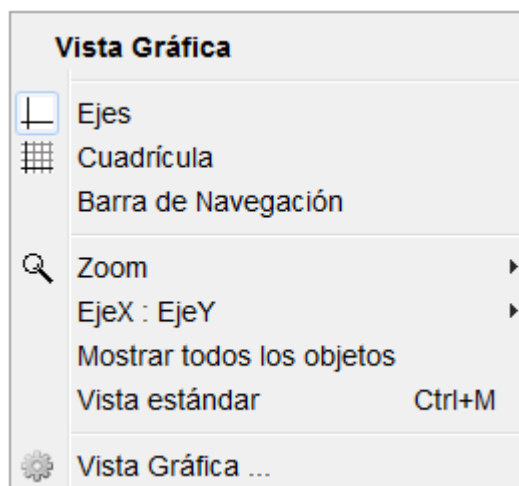 Vista Gráfica
Ejes
Cuadrícula
Barra de Navegación
Zoom
EjeX : EjeY
Mostrar todos los objetos
Vista estándar Ctrl+M
Vista Gráfica ...